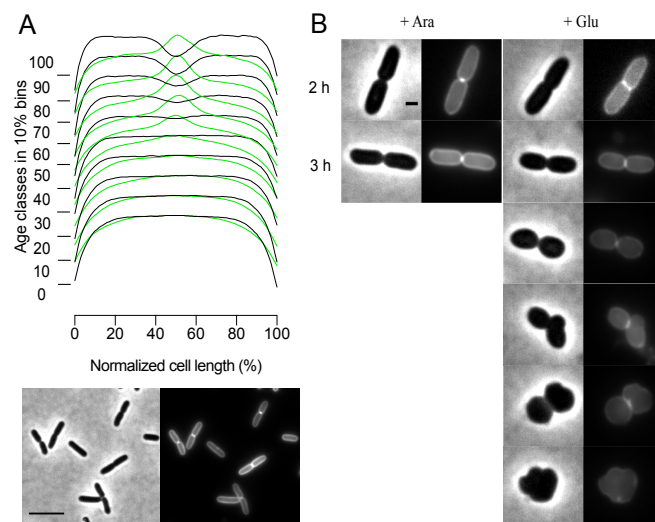 A
Age classes in 10% bins
100
90
80
70
60
50
40
30
20
10
0
0 20 40 60 80 100
Normalized cell length (%)
B
+ Ara + Glu
2 h
3 h